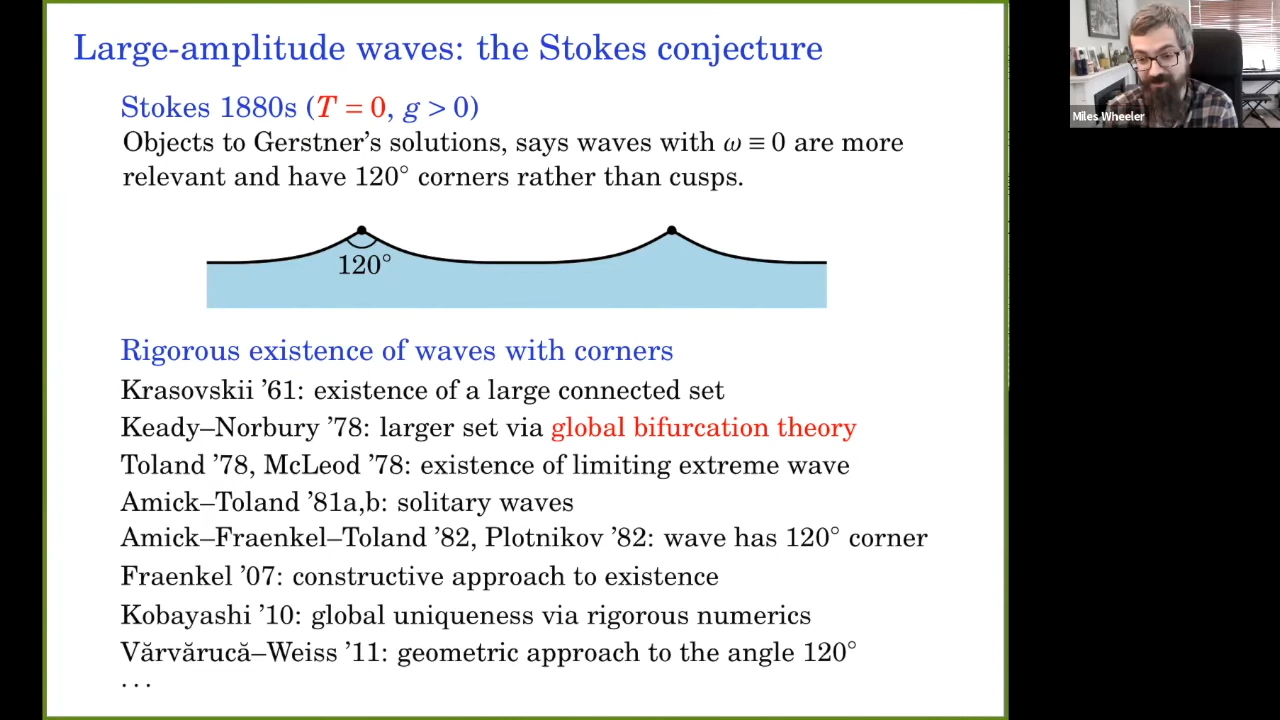 Large-amplitude waves: the Stokes conjecture
Stokes 1880s (T = 0, g > 0)
Objects to Gerstner’s solutions, says waves with ω ≡ 0 are more
relevant and have 120° corners rather than cusps.
120°
Rigorous existence of waves with corners
Krasovskii ’61: existence of a large connected set
Keady–Norbury ’78: larger set via global bifurcation theory
Toland ’78, McLeod ’78: existence of limiting extreme wave
Amick–Toland ’81a,b: solitary waves
Amick–Fraenkel–Toland ’82, Plotnikov ’82: wave has 120° corner
Fraenkel ’07: constructive approach to existence
Kobayashi ’10: global uniqueness via rigorous numerics
Vărvărucă–Weiss ’11: geometric approach to the angle 120°
· · ·
Miles Wheeler